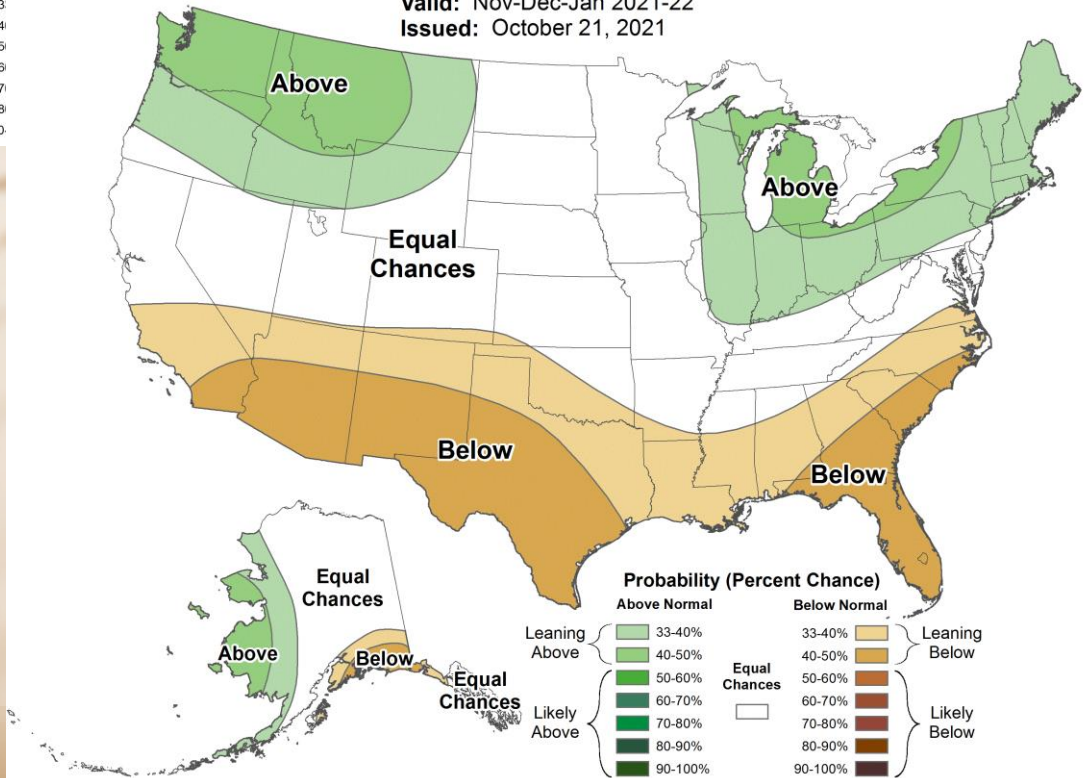 Valid: Nov-Dec-Jan 2021-22
Issued: October 21, 2021
Above
Above
Equal
Chances
Below
Below
Equal
Chances
Above
Below
Equal
Chances
Probability (Percent Chance)
Above Normal
Below Normal
Leaning
Above
33-40%
40-50%
Likely
Above
50-60%
60-70%
70-80%
80-90%
90-100%
Equal
Chances
33-40%
40-50%
Leaning
Below
50-60%
60-70%
70-80%
80-90%
90-100%
Likely
Below